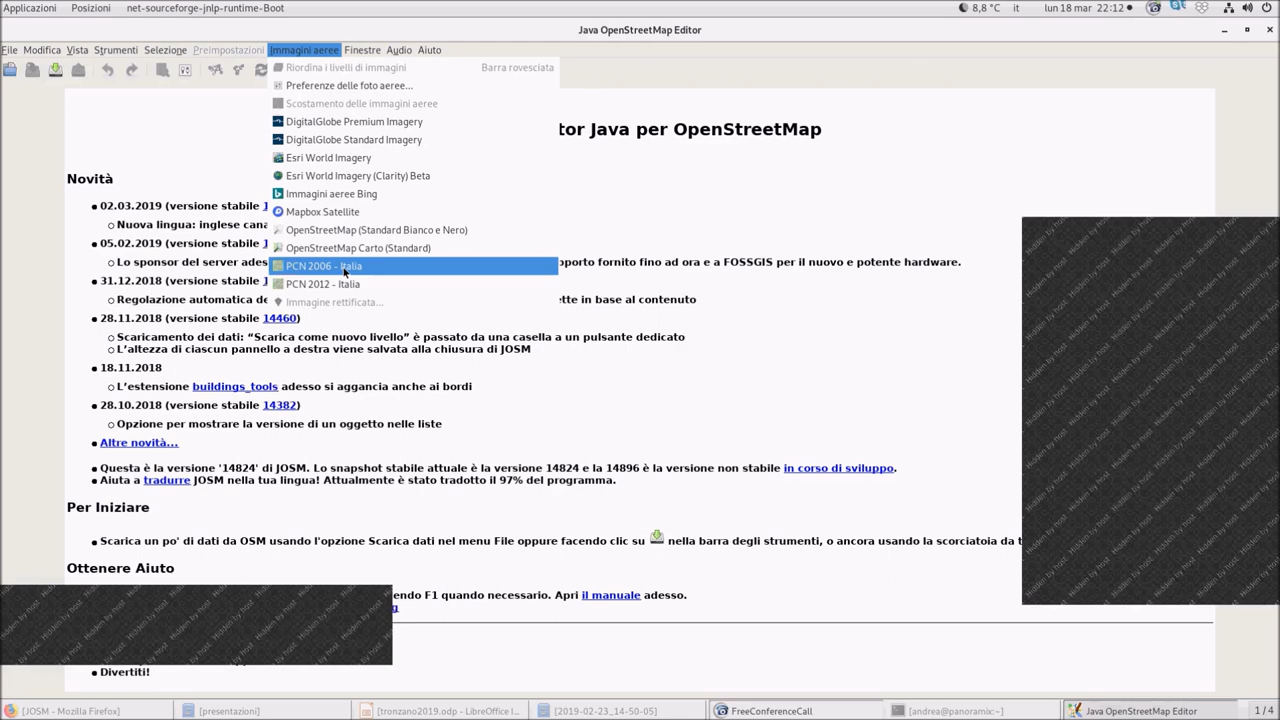 Applicazioni Posizioni net-sourceforge-jnlp-runtime-Boot 8,8 °C it lun 18 mar 22:12
Java OpenStreetMap Editor
File Modifica Vista Strumenti Selezione Preimpostazioni Immagini aeree Finestre Audio Aiuto
Riordina i livelli di immagini Barra rovesciata
Preferenze delle foto aeree...
Scostamento delle immagini aeree
DigitalGlobe Premium Imagery
DigitalGlobe Standard Imagery
Esri World Imagery
Esri World Imagery (Clarity) Beta
Immagini aeree Bing
Mapbox Satellite
OpenStreetMap (Standard Bianco e Nero)
OpenStreetMap Carto (Standard)
PCN 2006 - Italia
PCN 2012 - Italia
Immagine rettificata...
tor Java per OpenStreetMap
Novità
02.03.2019 (versione stabile
Nuova lingua: inglese cana
05.02.2019 (versione stabile
Lo sponsor del server ades pporto fornito fino ad ora e a FOSSGIS per il nuovo e potente hardware.
31.12.2018 (versione stabile
Regolazione automatica de ette in base al contenuto
28.11.2018 (versione stabile 14460)
Scaricamento dei dati: “Scarica come nuovo livello” è passato da una casella a un pulsante dedicato
L’altezza di ciascun pannello a destra viene salvata alla chiusura di JOSM
18.11.2018
L’estensione buildings_tools adesso si aggancia anche ai bordi
28.10.2018 (versione stabile 14382)
Opzione per mostrare la versione di un oggetto nelle liste
Altre novità...
Questa è la versione '14824' di JOSM. Lo snapshot stabile attuale è la versione 14824 e la 14896 è la versione non stabile in corso di sviluppo.
Aiuta a tradurre JOSM nella tua lingua! Attualmente è stato tradotto il 97% del programma.
Per Iniziare
Scarica un po' di dati da OSM usando l'opzione Scarica dati nel menu File oppure facendo clic su nella barra degli strumenti, o ancora usando la scorciatoia da t
Ottenere Aiuto
endo F1 quando necessario. Apri il manuale adesso.
g
Divertiti!
Hidden by host
Hidden by host
[JOSM - Mozilla Firefox] [presentazioni] [tronzano2019.odp - LibreOffice I... [2019-02-23_14-50-05] FreeConferenceCall [andrea@panoramix:~] Java OpenStreetMap Editor 1 / 4